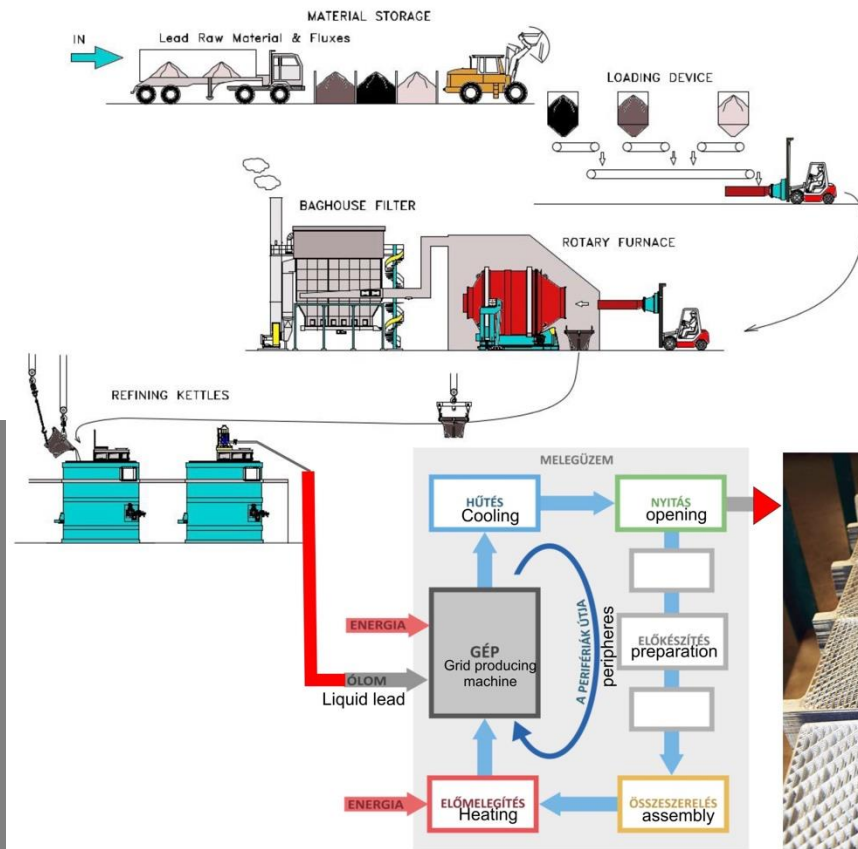 MATERIAL STORAGE
IN
Lead Raw Material & Fluxes
LOADING DEVICE
BAGHOUSE FILTER
ROTARY FURNACE
REFINING KETTLES
MELEGÜZEM
HŰTÉS
Cooling
NYITÁS
opening
ENERGIA
GÉP
Grid producing
machine
A PERIFÉRIÁK ÚTJA
peripheres
ELŐKÉSZÍTÉS
preparation
ÓLOM
Liquid lead
ENERGIA
ELŐMELEGÍTÉS
Heating
ÖSSZESZERELÉS
assembly